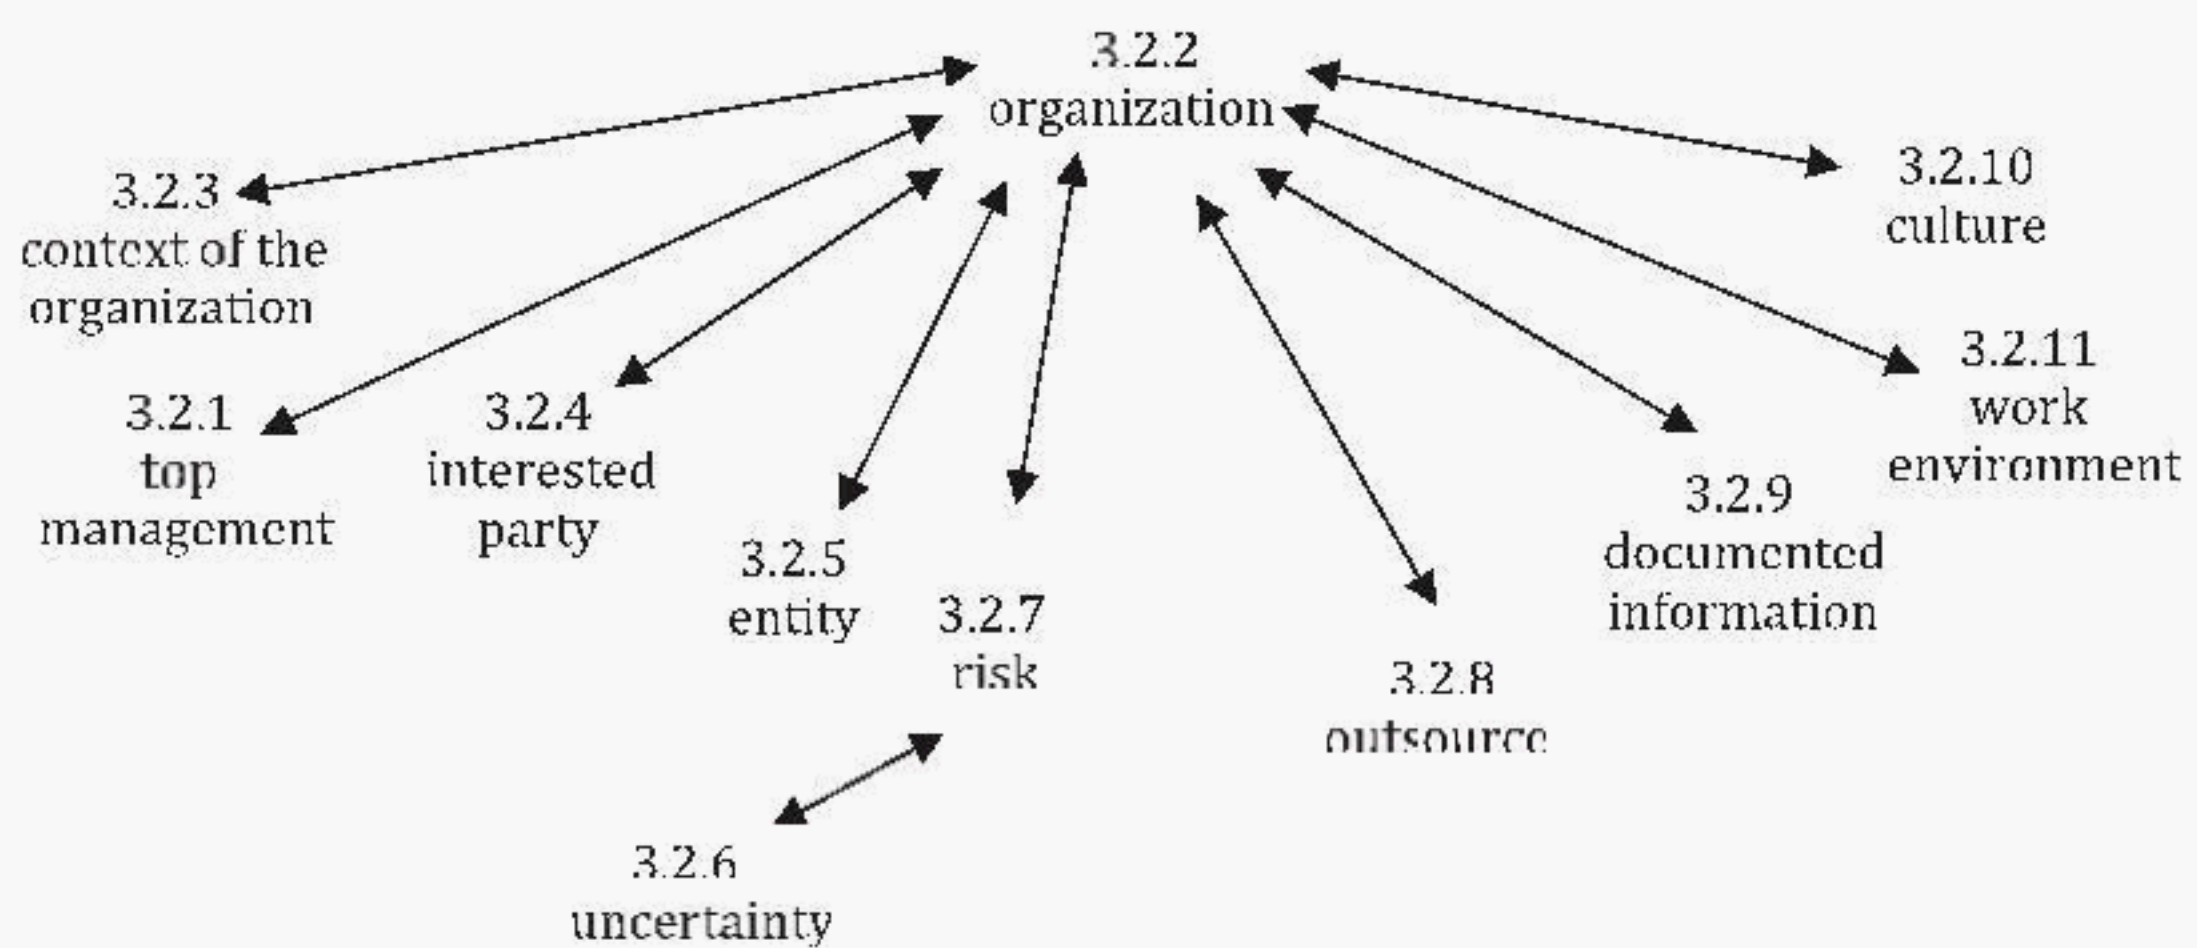 3.2.2
organization
3.2.3
context of the
organization
3.2.10
culture
3.2.1
top
management
3.2.4
interested
party
3.2.5
entity
3.2.7
risk
3.2.8
outsource
3.2.9
documented
information
3.2.11
work
environment
3.2.6
uncertainty